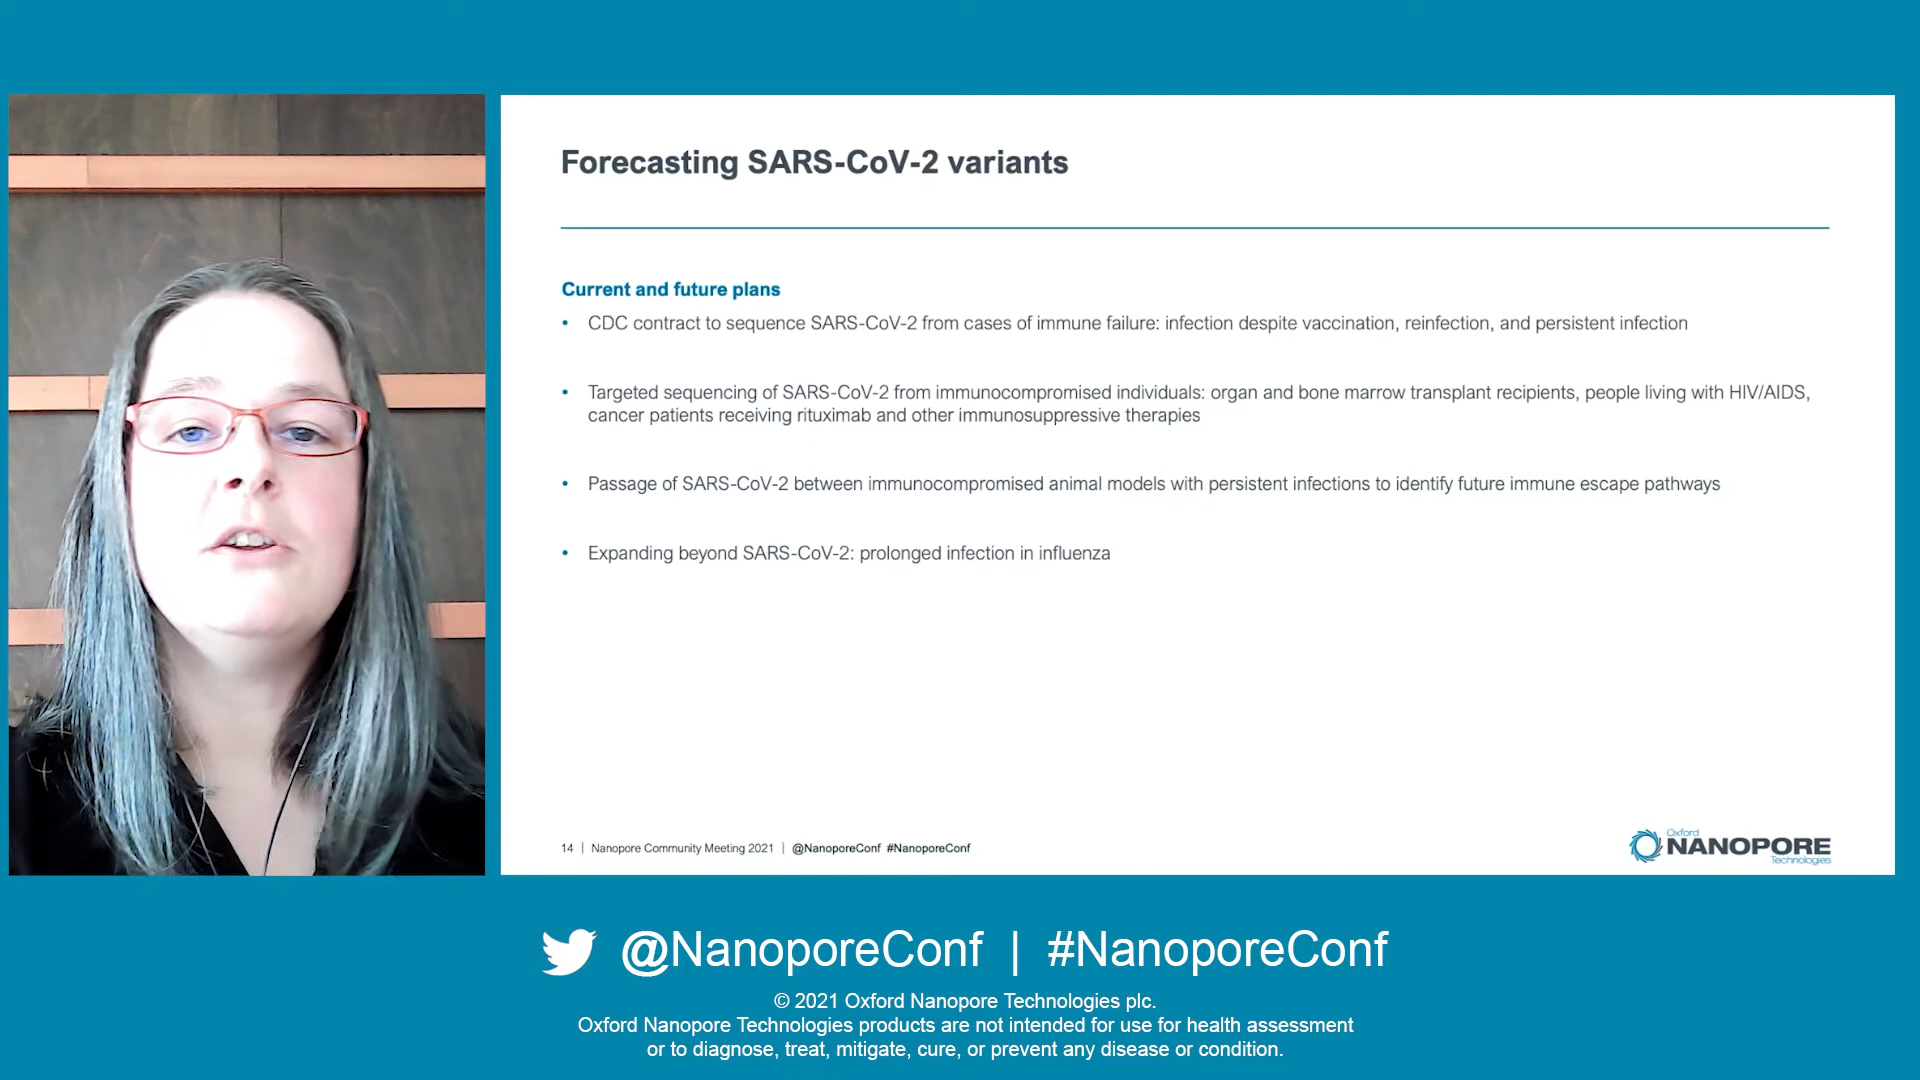 Forecasting SARS-CoV-2 variants
Current and future plans
• CDC contract to sequence SARS-CoV-2 from cases of immune failure: infection despite vaccination, reinfection, and persistent infection
• Targeted sequencing of SARS-CoV-2 from immunocompromised individuals: organ and bone marrow transplant recipients, people living with HIV/AIDS,
cancer patients receiving rituximab and other immunosuppressive therapies
• Passage of SARS-CoV-2 between immunocompromised animal models with persistent infections to identify future immune escape pathways
• Expanding beyond SARS-CoV-2: prolonged infection in influenza
14 | Nanopore Community Meeting 2021 | @NanoporeConf #NanoporeConf
Oxford
NANOPORE
Technologies
@NanoporeConf | #NanoporeConf
© 2021 Oxford Nanopore Technologies plc.
Oxford Nanopore Technologies products are not intended for use for health assessment
or to diagnose, treat, mitigate, cure, or prevent any disease or condition.